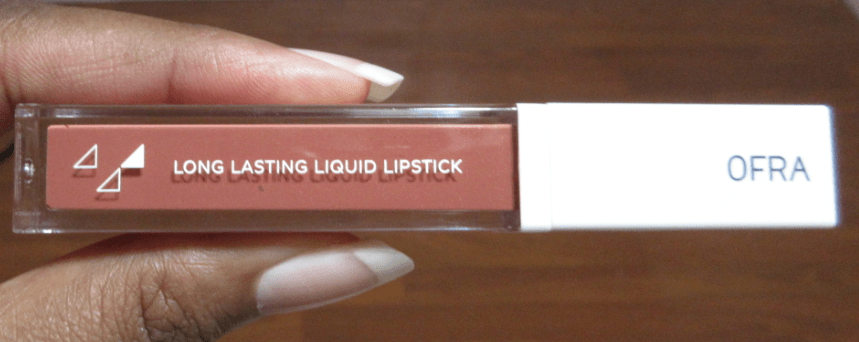 LONG LASTING LIQUID LIPSTICK
OFRA